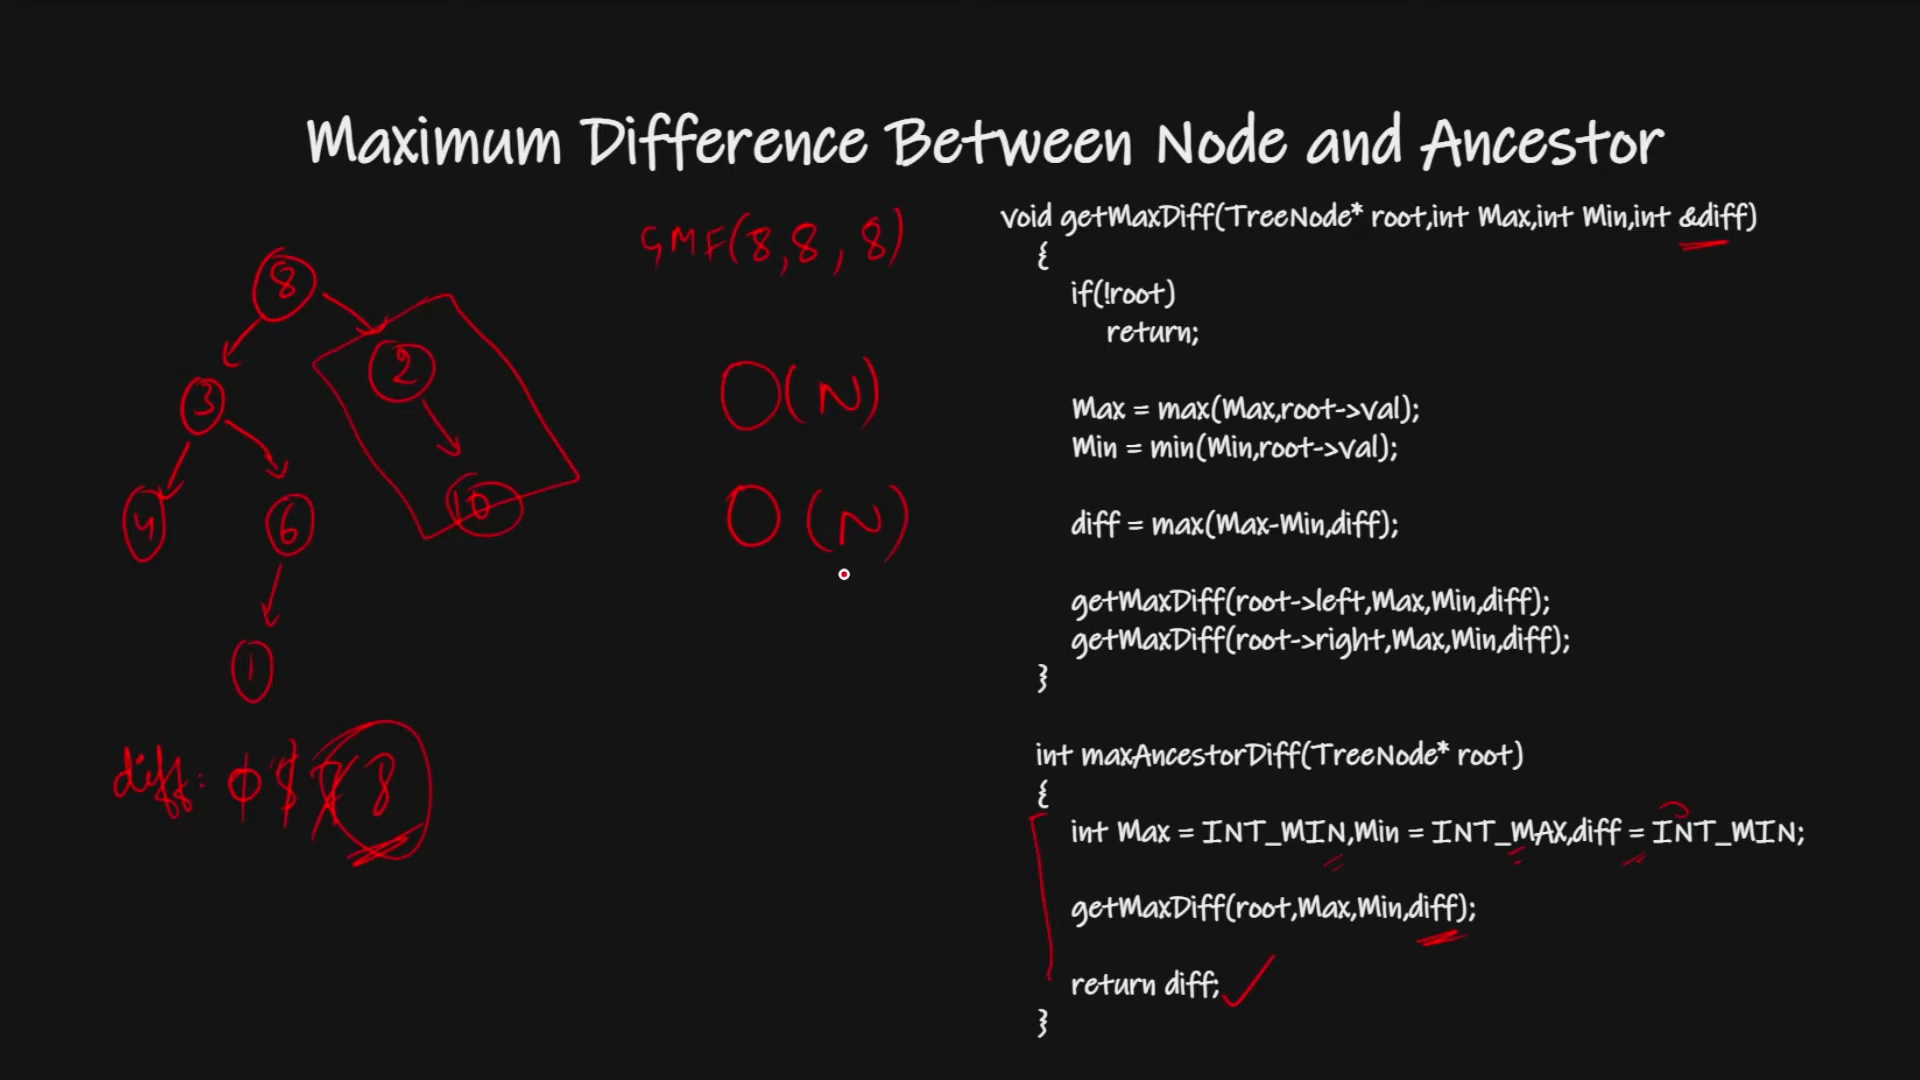 Maximum Difference Between Node and Ancestor
GMF(8,8,8)
8
3
2
4
6
10
1
diff: 0
8
O(N)
O(N)
void getMaxDiff(TreeNode* root,int Max,int Min,int &diff)
{
if(!root)
return;
Max = max(Max,root->val);
Min = min(Min,root->val);
diff = max(Max-Min,diff);
getMaxDiff(root->left,Max,Min,diff);
getMaxDiff(root->right,Max,Min,diff);
}
int maxAncestorDiff(TreeNode* root)
{
int Max = INT_MIN,Min = INT_MAX,diff = INT_MIN;
getMaxDiff(root,Max,Min,diff);
return diff;
}